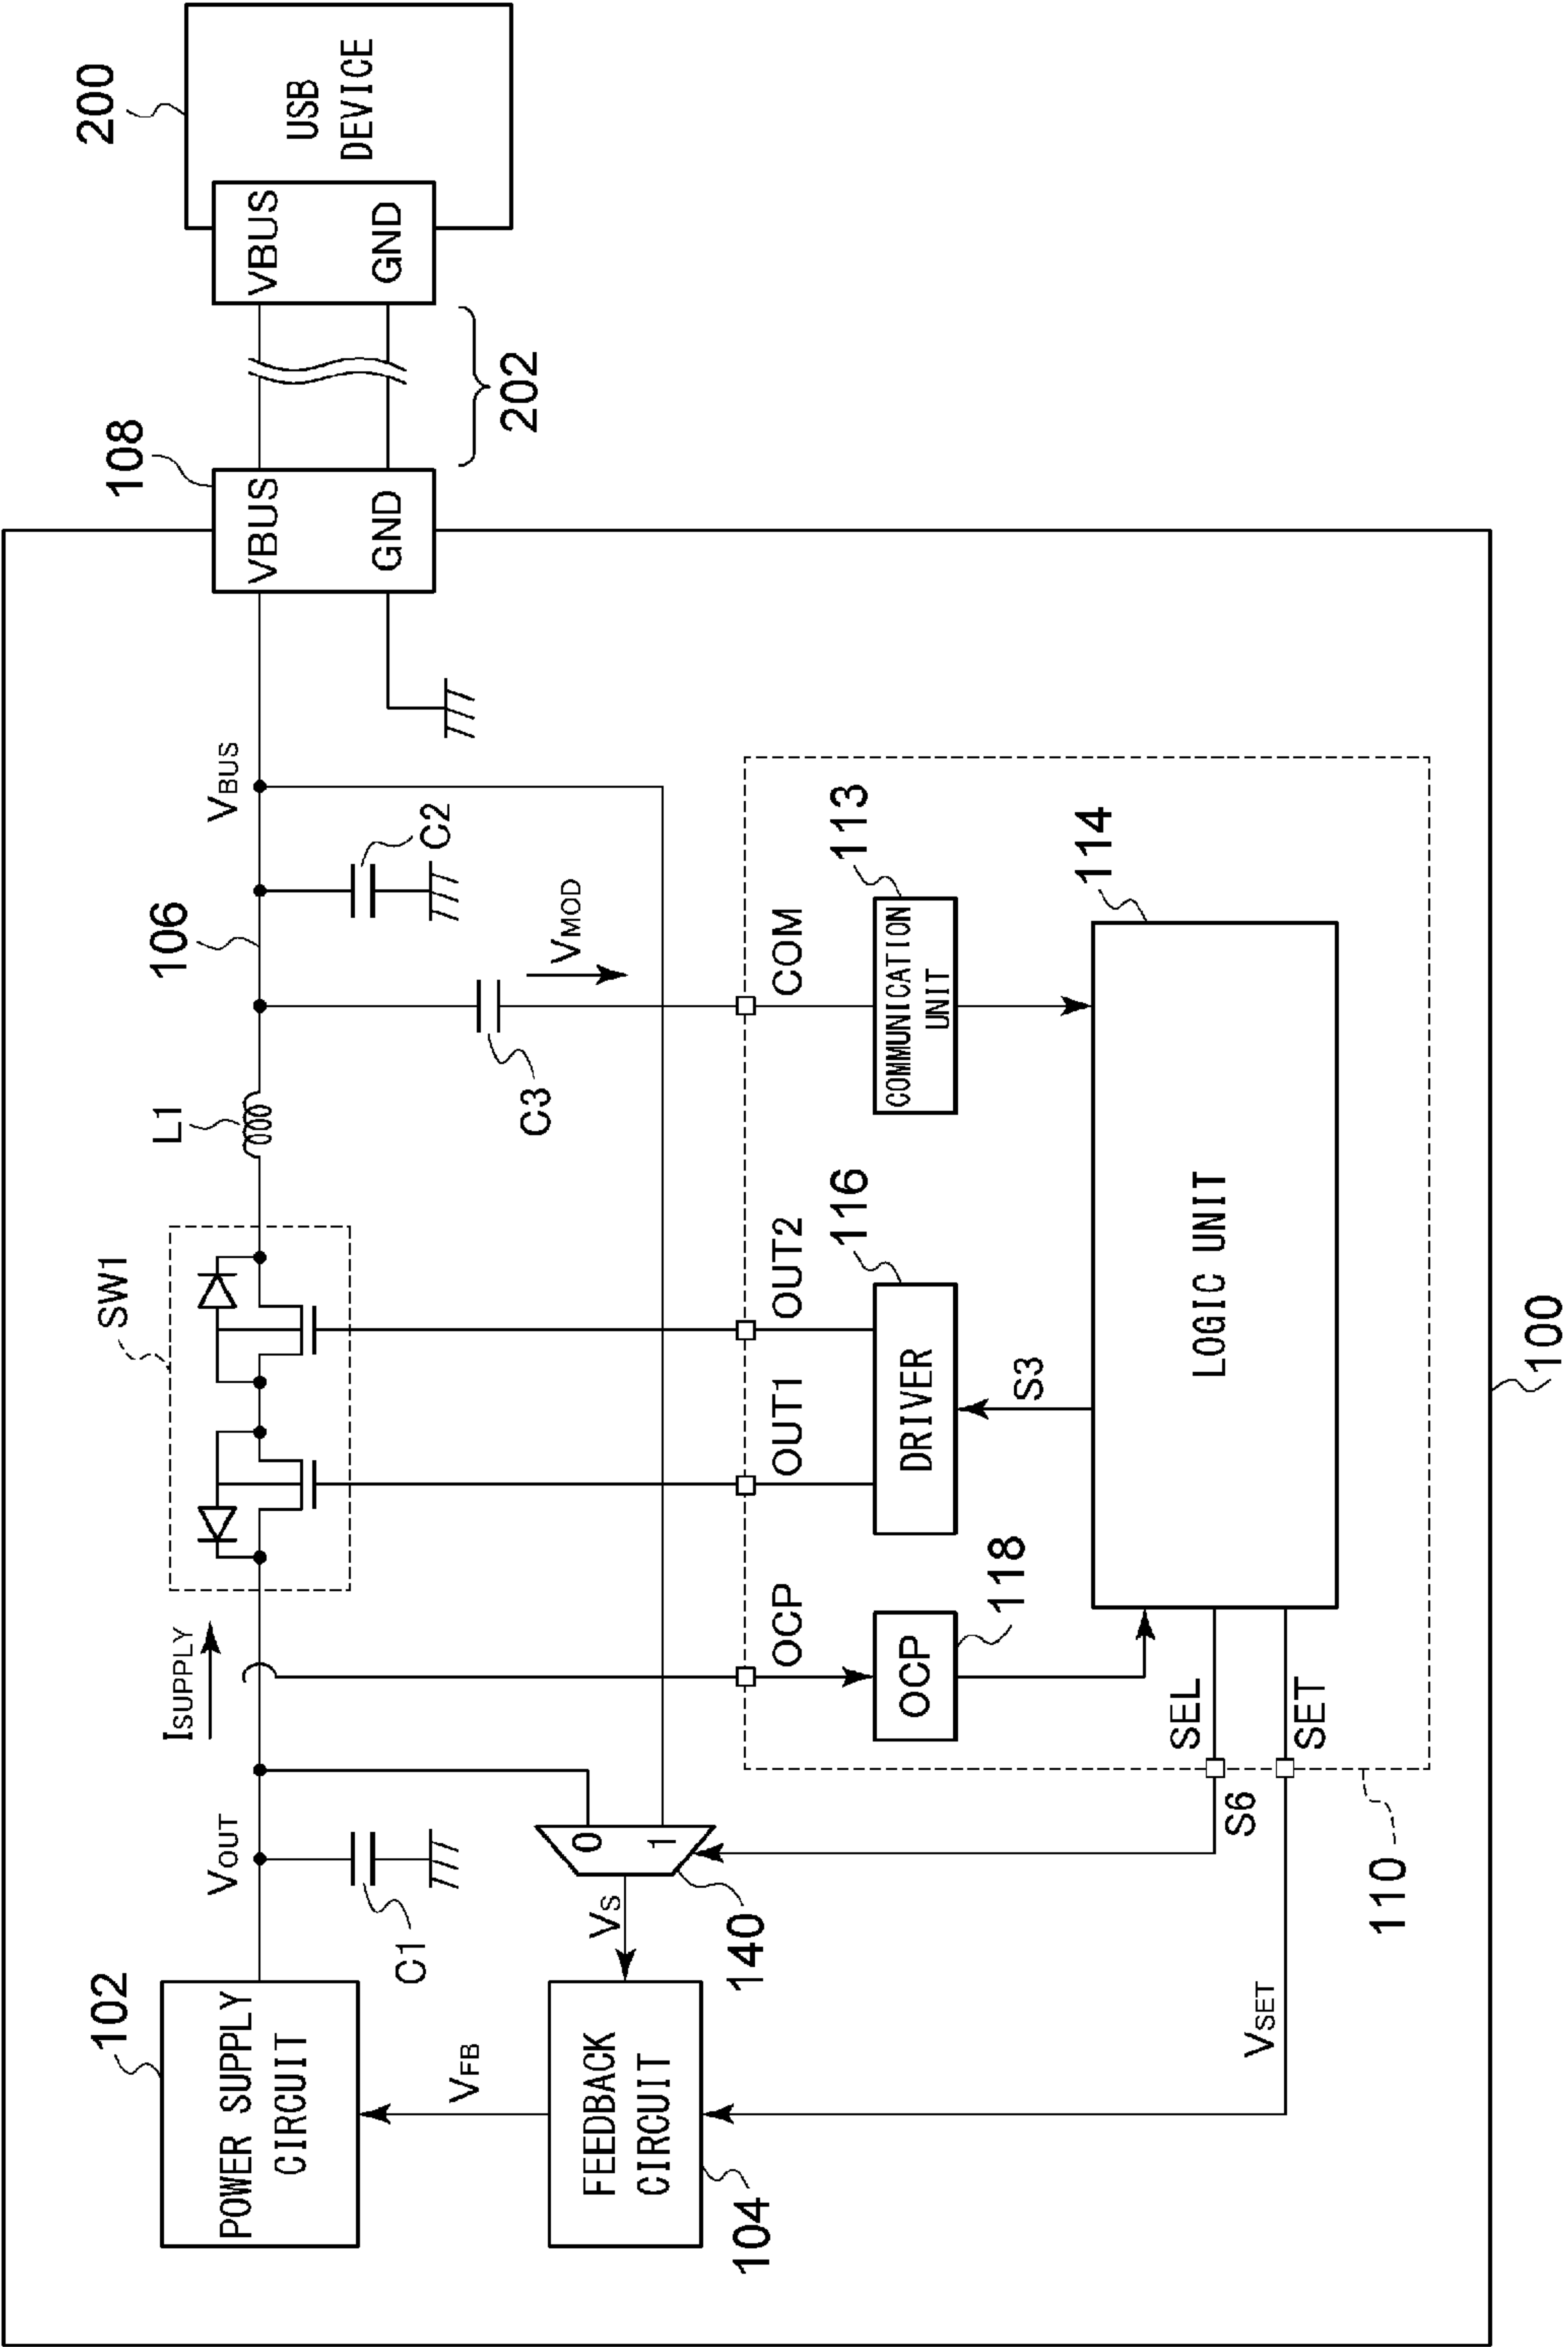 102
POWER SUPPLY
CIRCUIT
VOUT
C1
ISUPPLY
SW1
L1
106
C3
VMOD
C2
VBUS
108
VBUS
GND
202
VBUS
GND
200
USB
DEVICE
VFB
FEEDBACK
CIRCUIT
104
VS
0
1
140
OCP
OUT1
OUT2
COM
OCP
118
DRIVER
116
COMMUNICATION
UNIT
113
S3
114
LOGIC UNIT
SEL
S6
SET
VSET
110
100